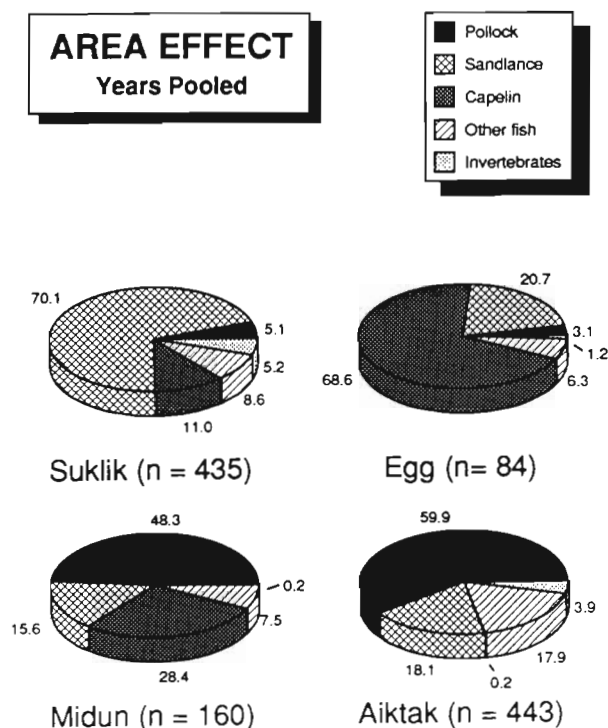 AREA EFFECT
Years Pooled
Pollock
Sandlance
Capelin
Other fish
Invertebrates
70.1
5.1
5.2
8.6
11.0
Suklik (n = 435)
20.7
3.1
1.2
6.3
68.6
Egg (n= 84)
48.3
0.2
7.5
28.4
15.6
Midun (n = 160)
59.9
3.9
17.9
0.2
18.1
Aiktak (n = 443)